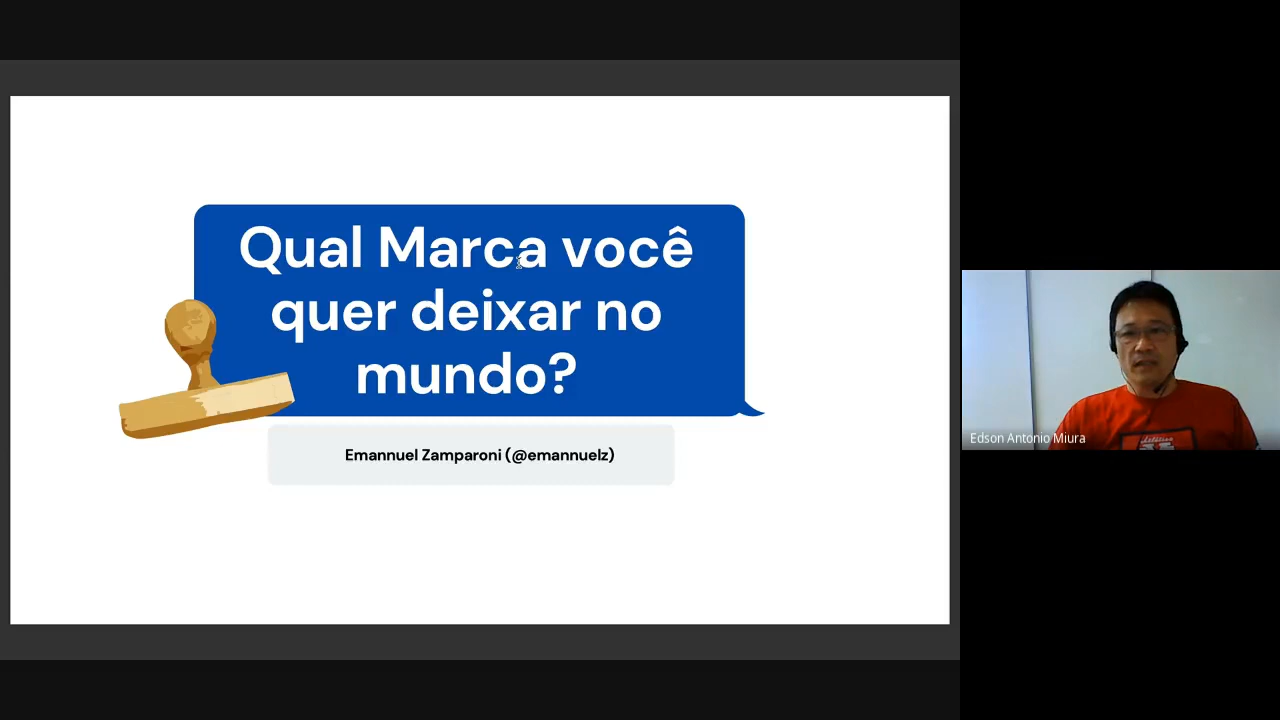 Qual Marca você
quer deixar no
mundo?
Emannuel Zamparoni (@emannuelz)
Edson Antonio Miura